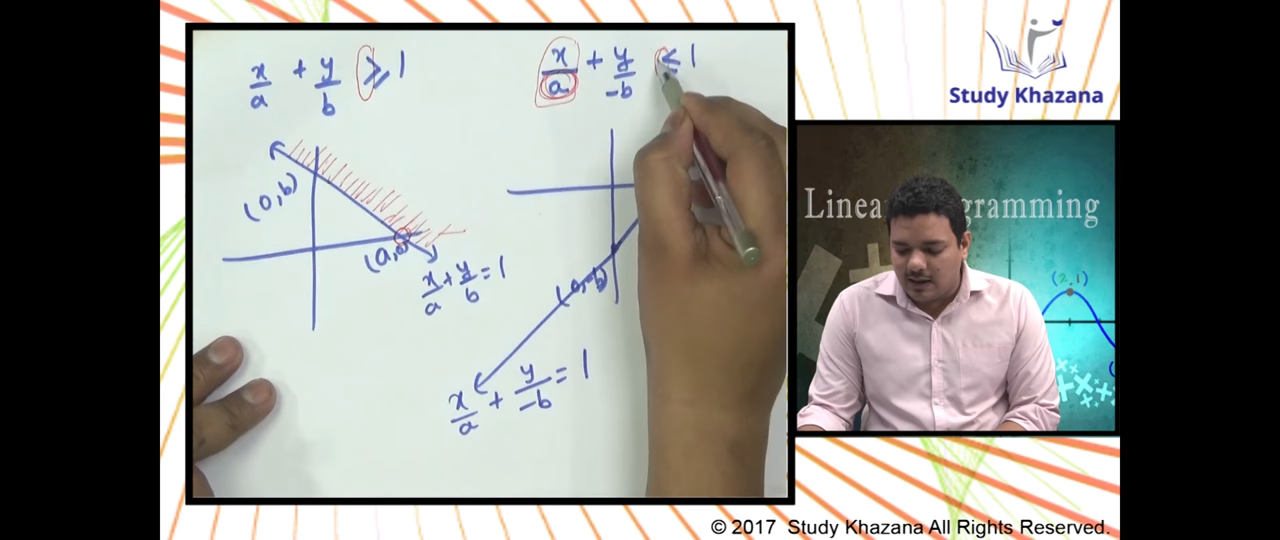 x/a + y/b ≥ 1
(0, b)
(a, 0)
x/a + y/b = 1
x/a + y/-b ≤ 1
(0, -b)
x/a + y/-b = 1
Study Khazana
Linear Programming
(2, 1)
© 2017 Study Khazana All Rights Reserved.